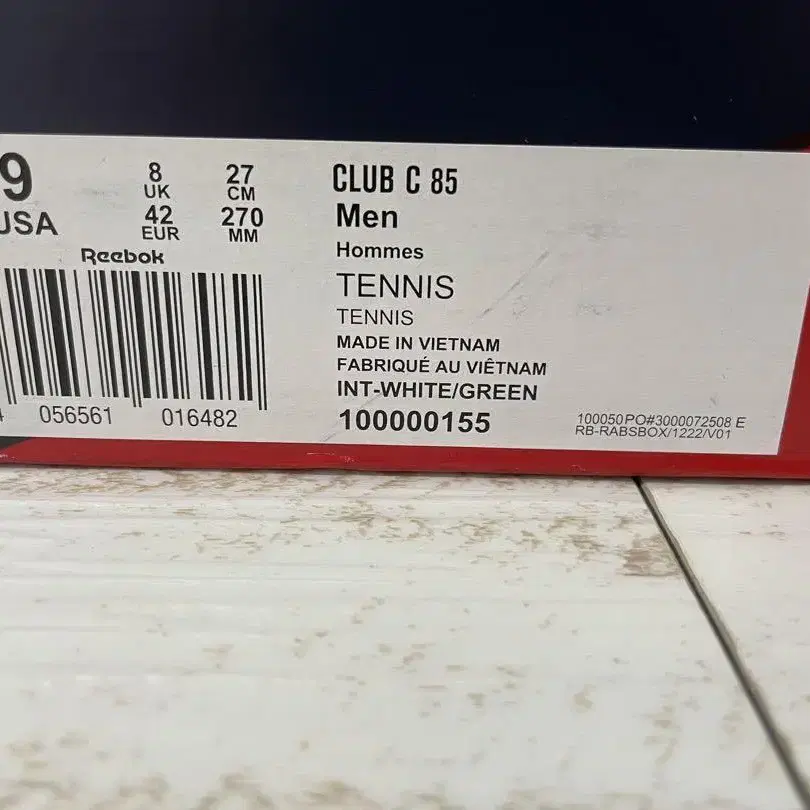 9
USA
8
UK
42
EUR
27
CM
270
MM
Reebok
056561 016482
CLUB C 85
Men
Hommes
TENNIS
TENNIS
MADE IN VIETNAM
FABRIQUÉ AU VIÊTNAM
INT-WHITE/GREEN
100000155
100050PO#3000072508 E
RB-RABSBOX/1222/V01